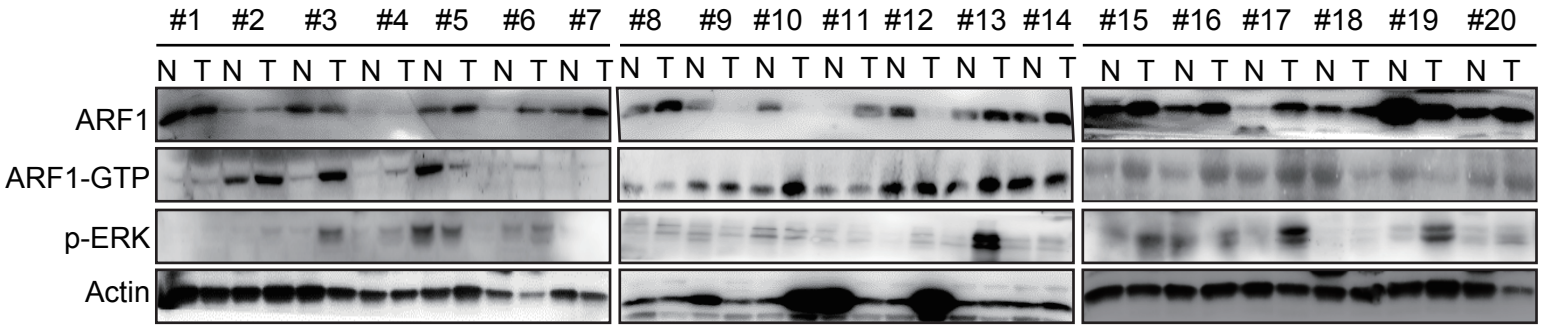 #1 #2 #3 #4 #5 #6 #7 #8 #9 #10 #11 #12 #13 #14 #15 #16 #17 #18 #19 #20
N T N T N T N T N T N T N T N T N T N T N T N T N T N T N T N T N T N T N T N T
ARF1
ARF1-GTP
p-ERK
Actin